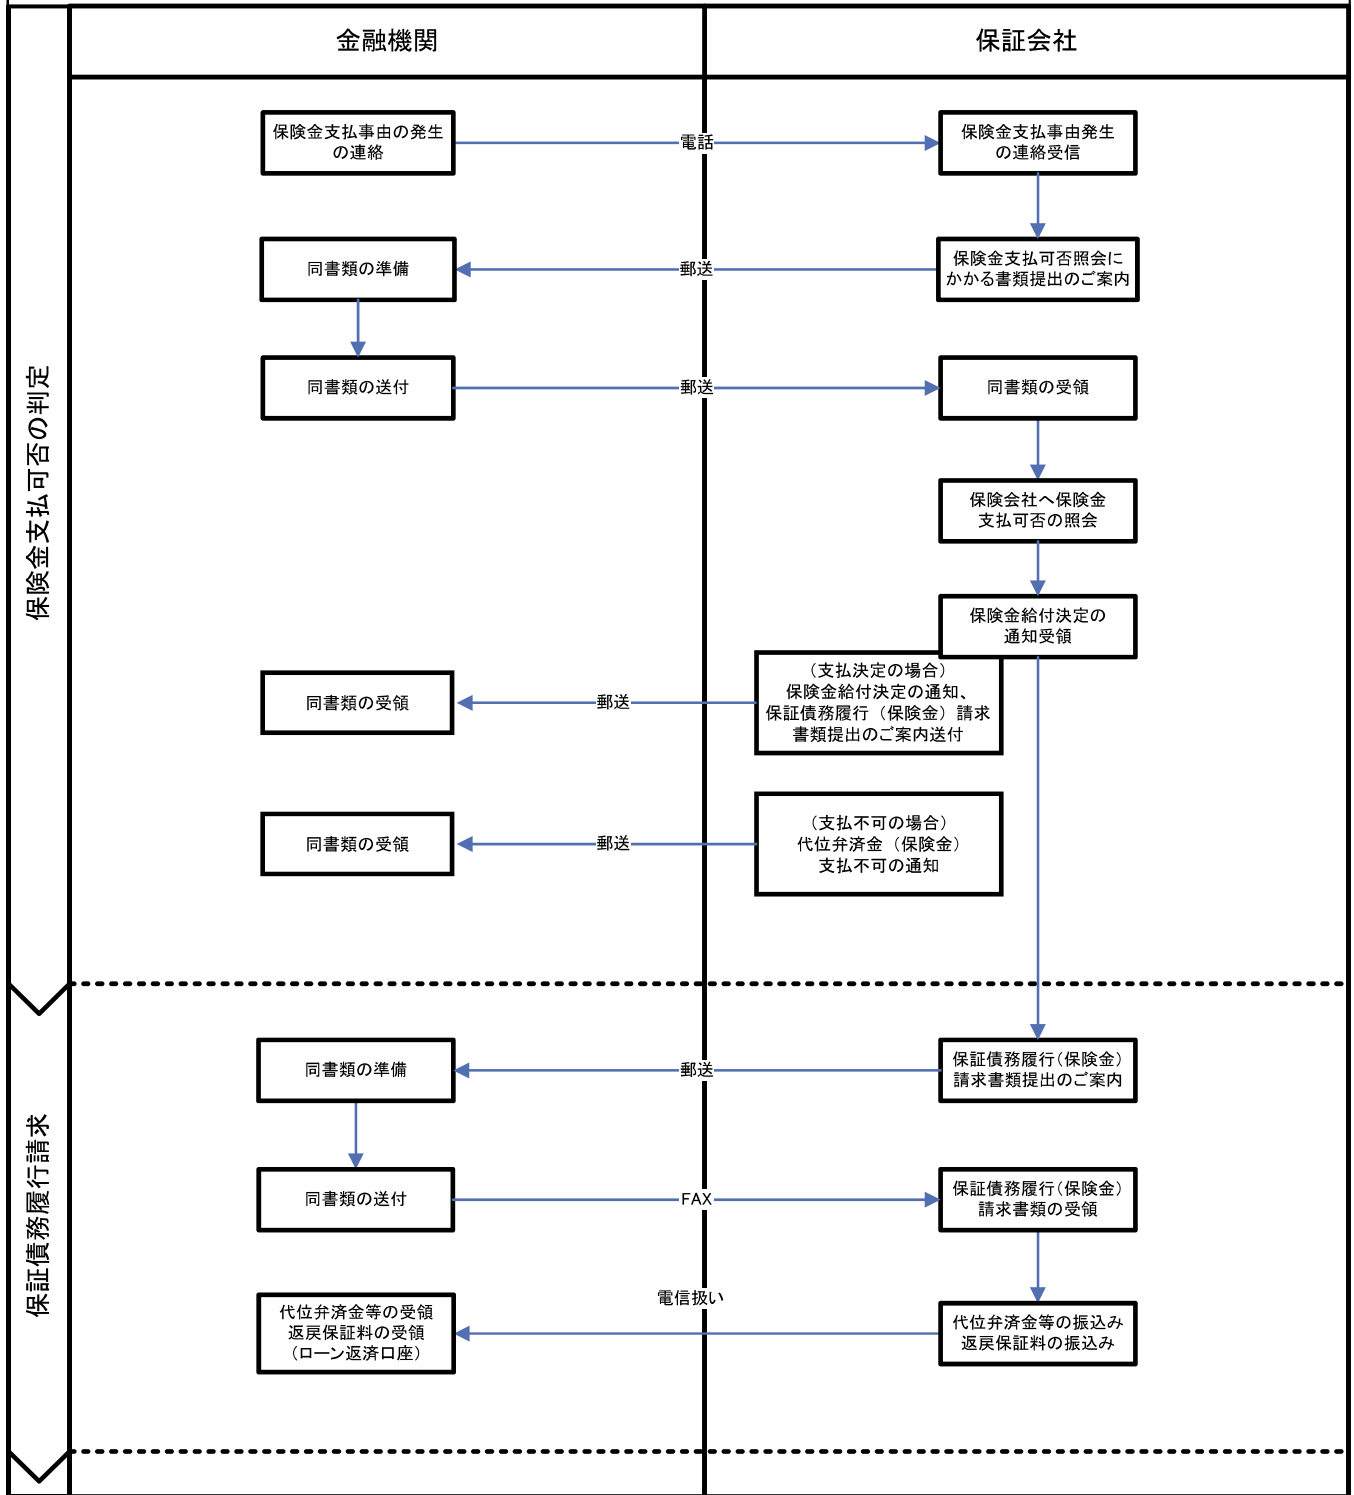 金融機関
保証会社
保険金支払可否の判定
保険金支払事由の発生
の連絡
電話
保険金支払事由発生
の連絡受信
同書類の準備
郵送
保険金支払可否照会に
かかる書類提出のご案内
同書類の送付
郵送
同書類の受領
保険会社へ保険金
支払可否の照会
保険金給付決定の
通知受領
同書類の受領
郵送
（支払決定の場合）
保険金給付決定の通知、
保証債務履行（保険金）請求
書類提出のご案内送付
同書類の受領
郵送
（支払不可の場合）
代位弁済金（保険金）
支払不可の通知
保証債務履行請求
同書類の準備
郵送
保証債務履行（保険金）
請求書類提出のご案内
同書類の送付
FAX
保証債務履行（保険金）
請求書類の受領
代位弁済金等の受領
返戻保証料の受領
（ローン返済口座）
電信扱い
代位弁済金等の振込み
返戻保証料の振込み